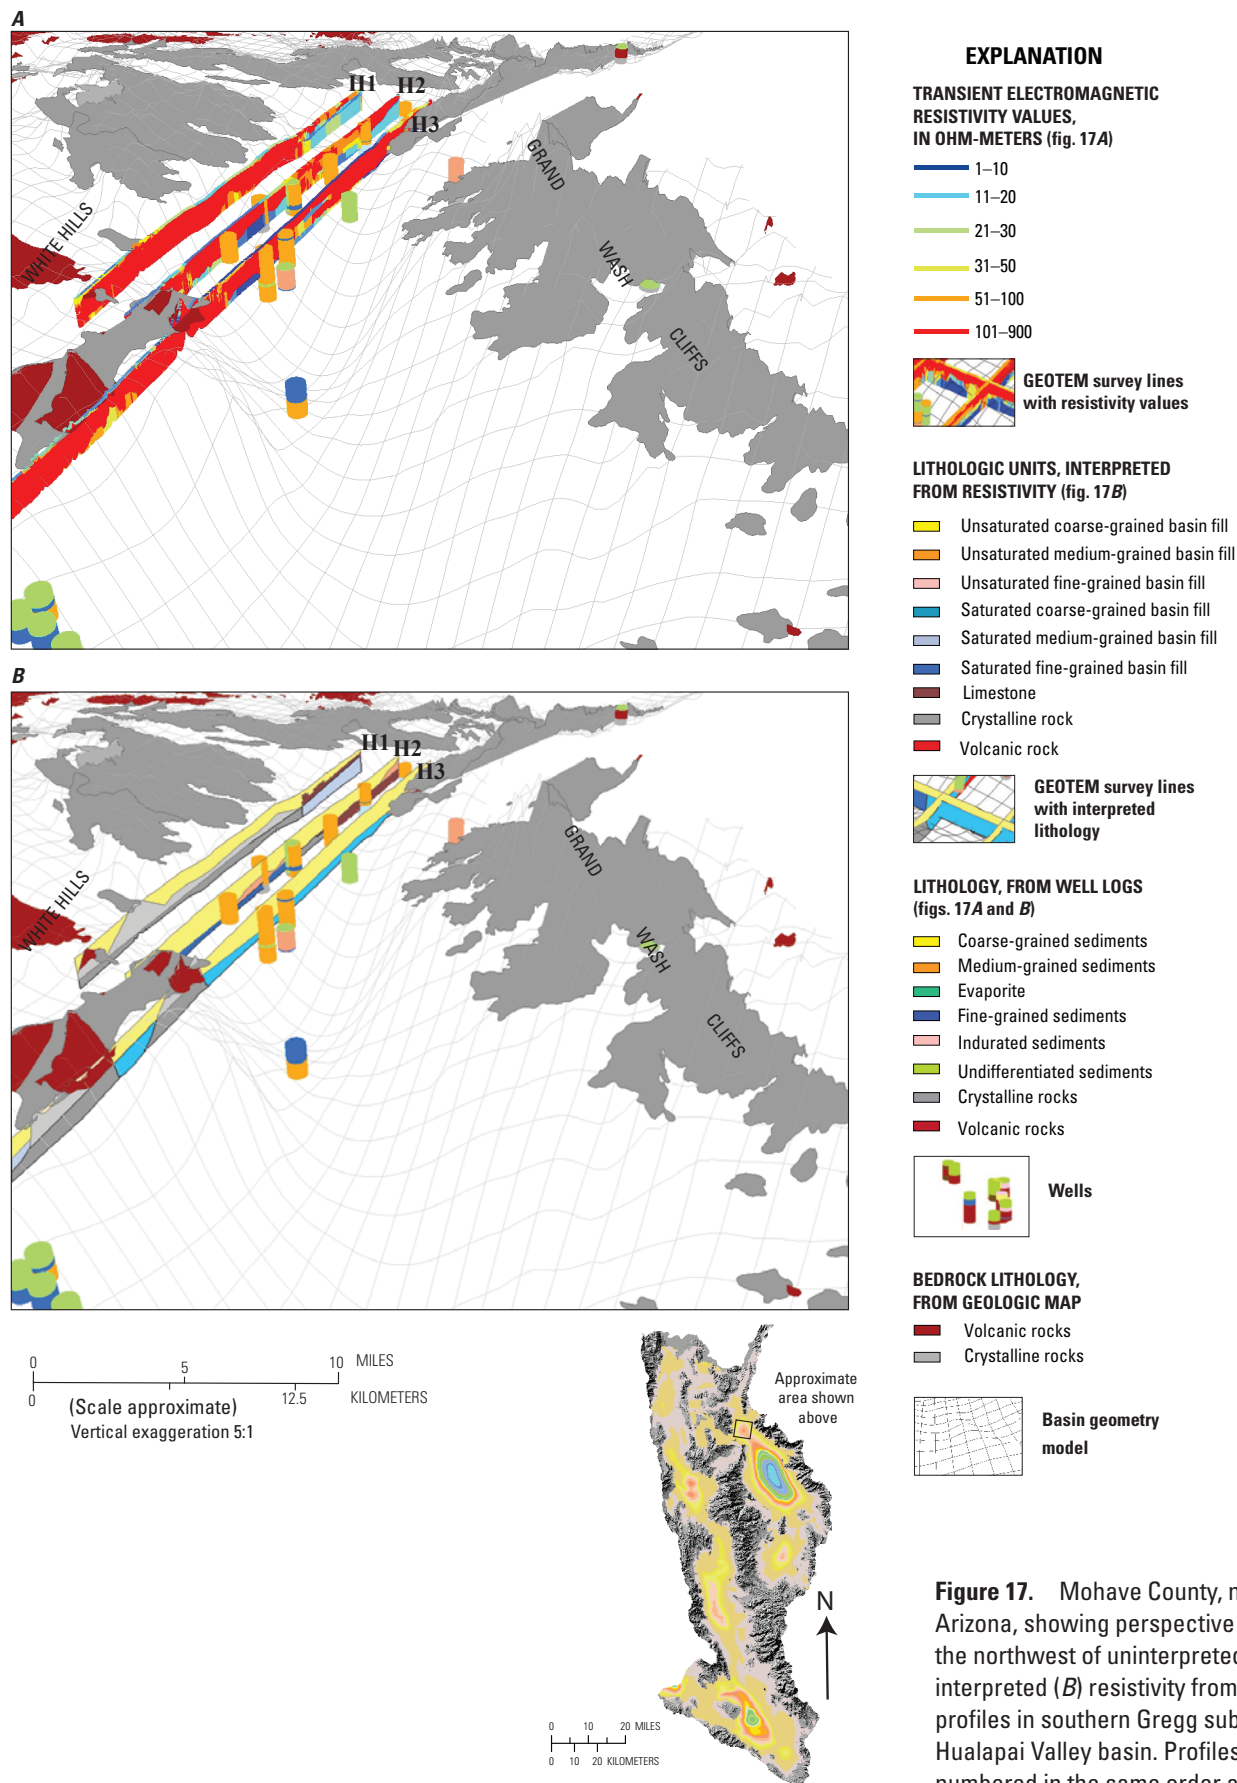 A
H1
H2
H3
WHITE HILLS
GRAND
WASH
CLIFFS
B
H1
H2
H3
WHITE HILLS
GRAND
WASH
CLIFFS
0 5 10 MILES
0 12.5 KILOMETERS
(Scale approximate)
Vertical exaggeration 5:1
Approximate
area shown
above
N
0 10 20 MILES
0 10 20 KILOMETERS
EXPLANATION
TRANSIENT ELECTROMAGNETIC
RESISTIVITY VALUES,
IN OHM-METERS (fig. 17A)
1–10
11–20
21–30
31–50
51–100
101–900
GEOTEM survey lines
with resistivity values
LITHOLOGIC UNITS, INTERPRETED
FROM RESISTIVITY (fig. 17B)
Unsaturated coarse-grained basin fill
Unsaturated medium-grained basin fill
Unsaturated fine-grained basin fill
Saturated coarse-grained basin fill
Saturated medium-grained basin fill
Saturated fine-grained basin fill
Limestone
Crystalline rock
Volcanic rock
GEOTEM survey lines
with interpreted
lithology
LITHOLOGY, FROM WELL LOGS
(figs. 17A and B)
Coarse-grained sediments
Medium-grained sediments
Evaporite
Fine-grained sediments
Indurated sediments
Undifferentiated sediments
Crystalline rocks
Volcanic rocks
Wells
BEDROCK LITHOLOGY,
FROM GEOLOGIC MAP
Volcanic rocks
Crystalline rocks
Basin geometry
model
Figure 17. Mohave County,
Arizona, showing perspective
the northwest of uninterpreted
interpreted (B) resistivity from
profiles in southern Gregg
Hualapai Valley basin. Profiles
numbered in the same order